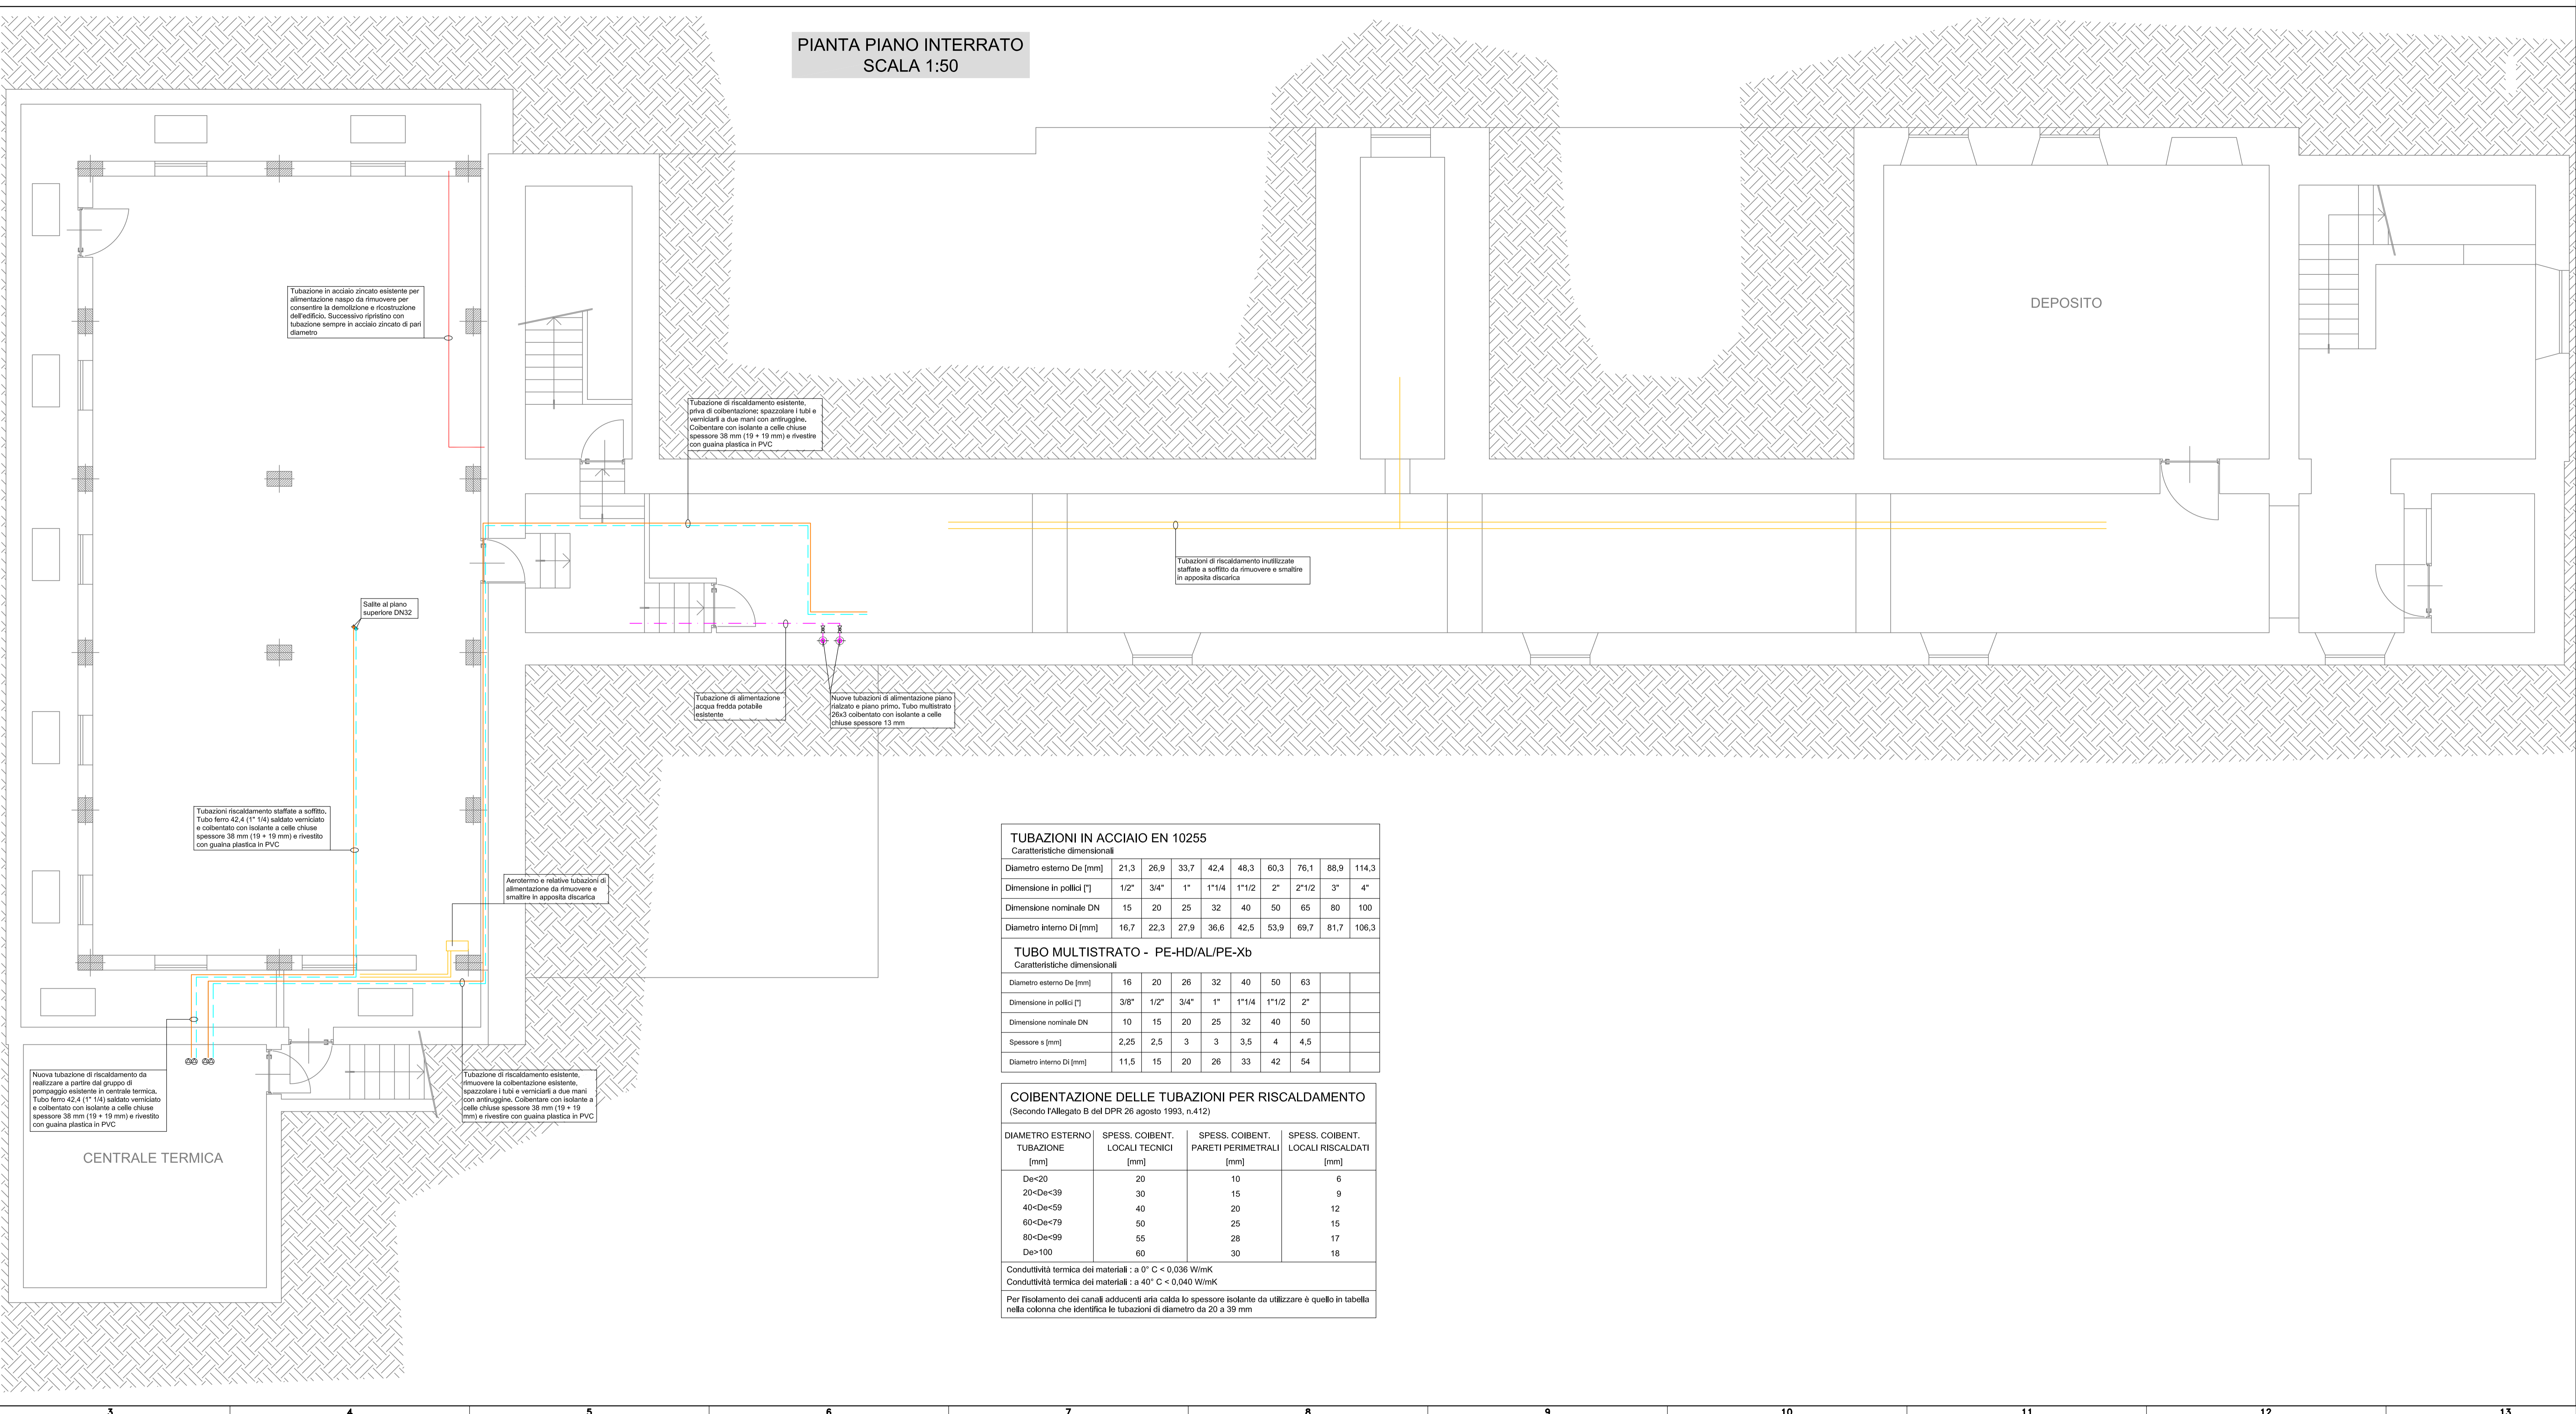 PIANTA PIANO INTERRATO
SCALA 1:50
Tubazione in acciaio zincato esistente per
alimentazione naspo da rimuovere per
consentire la demolizione e ricostruzione
dell'edificio. Successivo ripristino con
tubazione sempre in acciaio zincato di pari
diametro
DEPOSITO
Tubazione di riscaldamento esistente,
priva di coibentazione; spazzolare i tubi e
verniciarli a due mani con antiruggine.
Coibentare con isolante a celle chiuse
spessore 38 mm (19 + 19 mm) e rivestire
con guaina plastica in PVC
Tubazioni di riscaldamento inutilizzate
staffate a soffitto da rimuovere e smaltire
in apposita discarica
Salite al piano
superiore DN32
Tubazione di alimentazione
acqua fredda potabile
esistente
Nuove tubazioni di alimentazione piano
rialzato e piano primo. Tubo multistrato
26x3 coibentato con isolante a celle
chiuse spessore 13 mm
Tubazioni riscaldamento staffate a soffitto.
Tubo ferro 42,4 (1" 1/4) saldato verniciato
e coibentato con isolante a celle chiuse
spessore 38 mm (19 + 19 mm) e rivestito
con guaina plastica in PVC
Aerotermo e relative tubazioni di
alimentazione da rimuovere e
smaltire in apposita discarica
Nuova tubazione di riscaldamento da
realizzare a partire dal gruppo di
pompaggio esistente in centrale termica.
Tubo ferro 42,4 (1" 1/4) saldato verniciato
e coibentato con isolante a celle chiuse
spessore 38 mm (19 + 19 mm) e rivestito
con guaina plastica in PVC
Tubazione di riscaldamento esistente,
rimuovere la coibentazione esistente,
spazzolare i tubi e verniciarli a due mani
con antiruggine. Coibentare con isolante a
celle chiuse spessore 38 mm (19 + 19
mm) e rivestire con guaina plastica in PVC
CENTRALE TERMICA
TUBAZIONI IN ACCIAIO EN 10255
Caratteristiche dimensionali
Diametro esterno De [mm] 21,3 26,9 33,7 42,4 48,3 60,3 76,1 88,9 114,3
Dimensione in pollici ["] 1/2" 3/4" 1" 1"1/4 1"1/2 2" 2"1/2 3" 4"
Dimensione nominale DN 15 20 25 32 40 50 65 80 100
Diametro interno Di [mm] 16,7 22,3 27,9 36,6 42,5 53,9 69,7 81,7 106,3
TUBO MULTISTRATO - PE-HD/AL/PE-Xb
Caratteristiche dimensionali
Diametro esterno De [mm] 16 20 26 32 40 50 63
Dimensione in pollici ["] 3/8" 1/2" 3/4" 1" 1"1/4 1"1/2 2"
Dimensione nominale DN 10 15 20 25 32 40 50
Spessore s [mm] 2,25 2,5 3 3 3,5 4 4,5
Diametro interno Di [mm] 11,5 15 20 26 33 42 54
COIBENTAZIONE DELLE TUBAZIONI PER RISCALDAMENTO
(Secondo l'Allegato B del DPR 26 agosto 1993, n.412)
DIAMETRO ESTERNO SPESS. COIBENT. SPESS. COIBENT. SPESS. COIBENT.
TUBAZIONE LOCALI TECNICI PARETI PERIMETRALI LOCALI RISCALDATI
[mm] [mm] [mm] [mm]
De<20 20 10 6
20<De<39 30 15 9
40<De<59 40 20 12
60<De<79 50 25 15
80<De<99 55 28 17
De>100 60 30 18
Conduttività termica dei materiali : a 0° C < 0,036 W/mK
Conduttività termica dei materiali : a 40° C < 0,040 W/mK
Per l'isolamento dei canali adducenti aria calda lo spessore isolante da utilizzare è quello in tabella
nella colonna che identifica le tubazioni di diametro da 20 a 39 mm
3 4 5 6 7 8 9 10 11 12 13